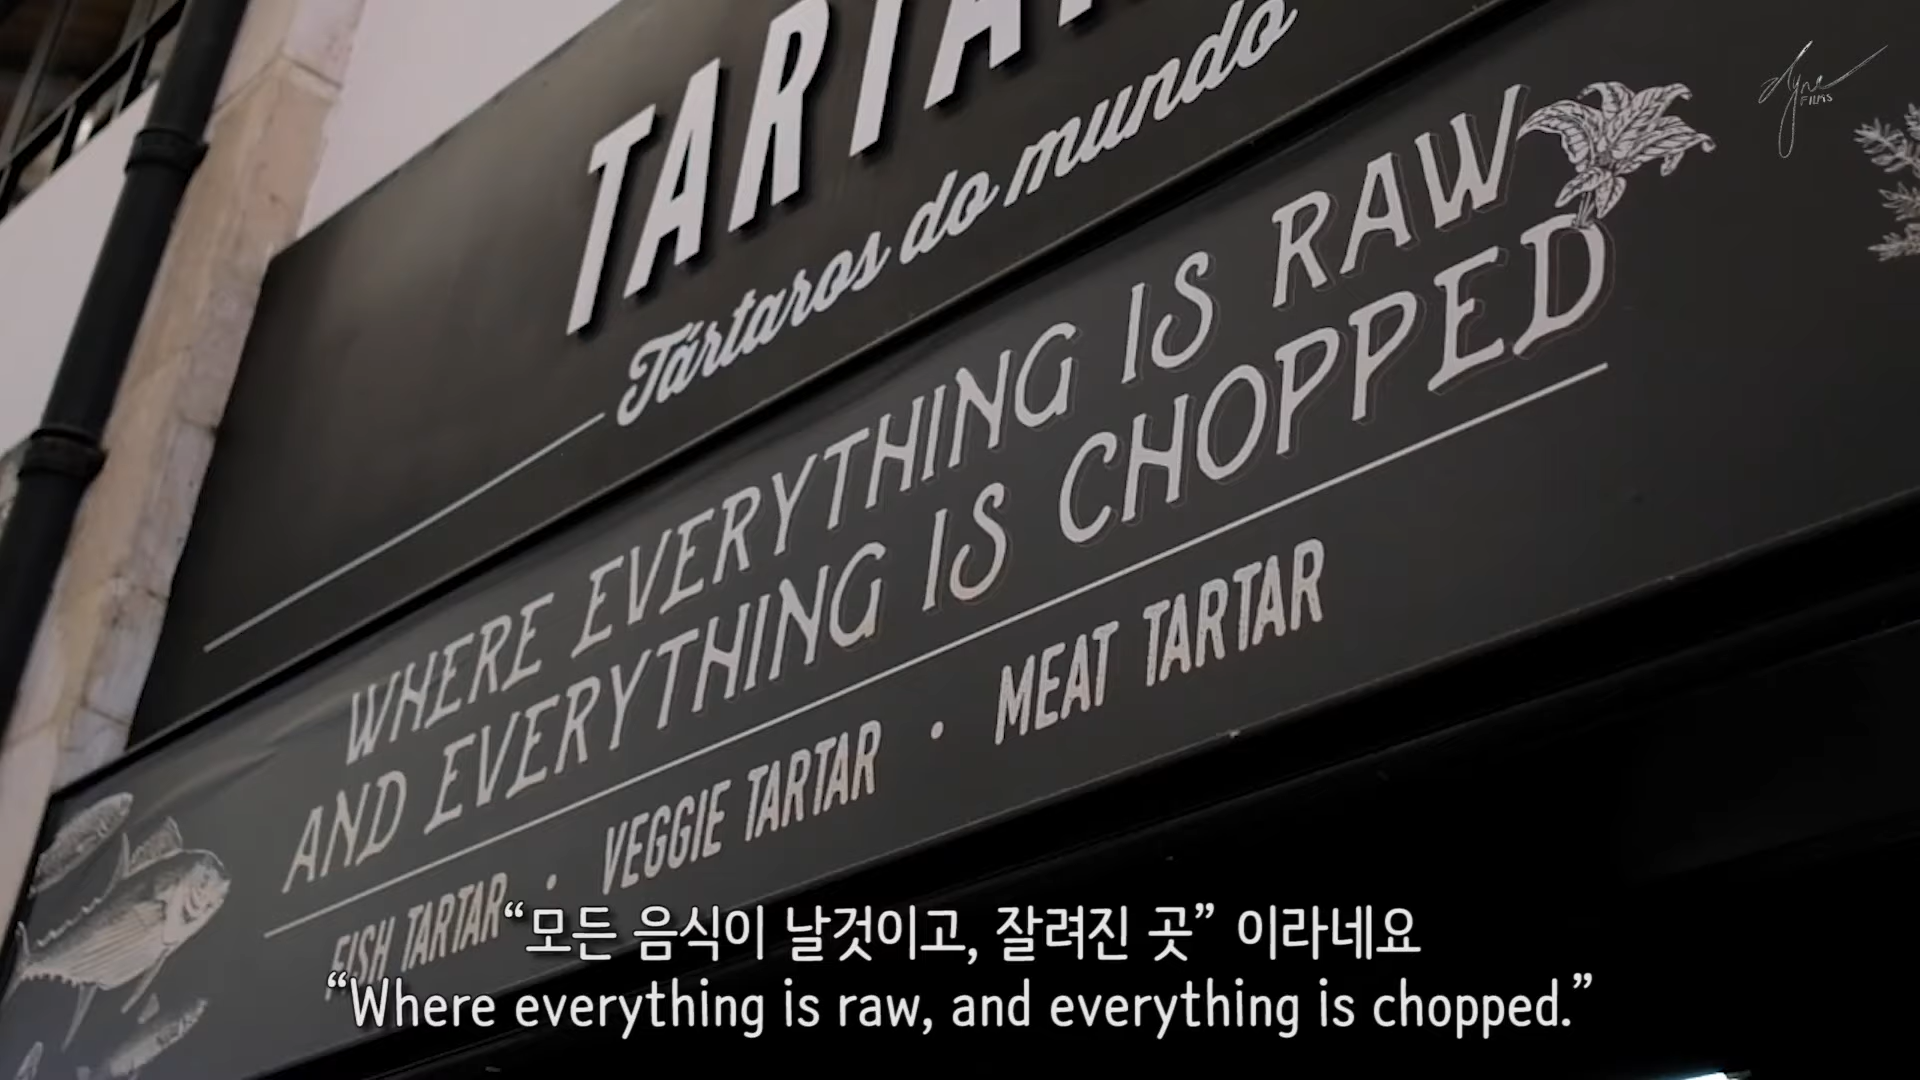 Tártaros do mundo
WHERE EVERYTHING IS RAW
AND EVERYTHING IS CHOPPED
FISH TARTAR · VEGGIE TARTAR · MEAT TARTAR
“모든 음식이 날것이고, 잘려진 곳” 이라네요
“Where everything is raw, and everything is chopped.”
FILMS